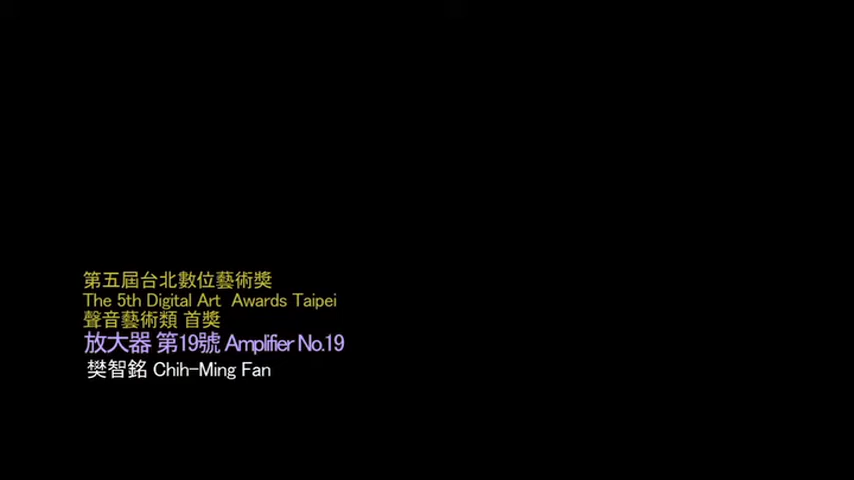 第五屆台北數位藝術獎
The 5th Digital Art  Awards Taipei
聲音藝術類 首獎
放大器 第19號 Amplifier No.19
樊智銘 Chih-Ming Fan